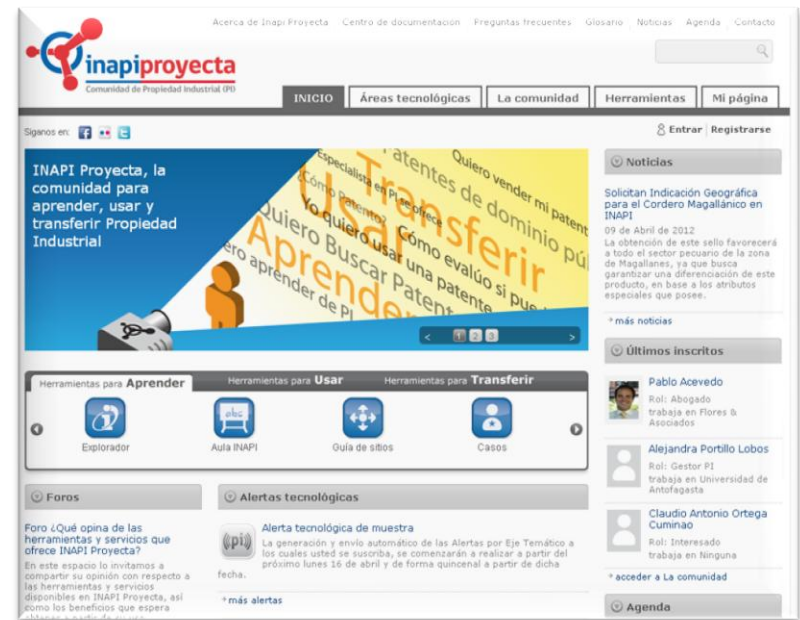 Acerca de Inapi Proyecta Centro de documentación Preguntas frecuentes Glosario Noticias Agenda Contacto
inapiproyecta
Comunidad de Propiedad Industrial (PI)
INICIO Áreas tecnológicas La comunidad Herramientas Mi página
Siganos en:
Entrar Registrarse
INAPI Proyecta, la
comunidad para
aprender, usar y
transferir Propiedad
Industrial
Especialista en PI se ofrece
¿Cómo Patento?
Transferir
Patentes de dominio pú
Quiero vender mi patent
Usar
Yo quiero usar una patente
Cómo evalúo si pue
Quiero Buscar Patent
Aprender
ero aprender de PI
< 1 2 3 >
Herramientas para Aprender Herramientas para Usar Herramientas para Transferir
Explorador Aula INAPI Guía de sitios Casos
abc
Foros
Foro ¿Qué opina de las
herramientas y servicios que
ofrece INAPI Proyecta?
En este espacio lo invitamos a
compartir su opinión con respecto a
las herramientas y servicios
disponibles en INAPI Proyecta, así
como los beneficios que espera
Alertas tecnológicas
(pi)
Alerta tecnológica de muestra
La generación y envío automático de las Alertas por Eje Temático a
los cuales usted se suscriba, se comenzarán a realizar a partir del
próximo lunes 16 de abril y de forma quincenal a partir de dicha
fecha.
más alertas
Noticias
Solicitan Indicación Geográfica
para el Cordero Magallánico en
INAPI
09 de Abril de 2012
La obtención de este sello favorecerá
a todo el sector pecuario de la zona
de Magallanes, ya que busca
garantizar una diferenciación de este
producto, en base a los atributos
especiales que posee.
más noticias
Últimos inscritos
Pablo Acevedo
Rol: Abogado
trabaja en Flores &
Asociados
Alejandra Portillo Lobos
Rol: Gestor PI
trabaja en Universidad de
Antofagasta
Claudio Antonio Ortega
Cuminao
Rol: Interesado
trabaja en Ninguna
acceder a La comunidad
Agenda